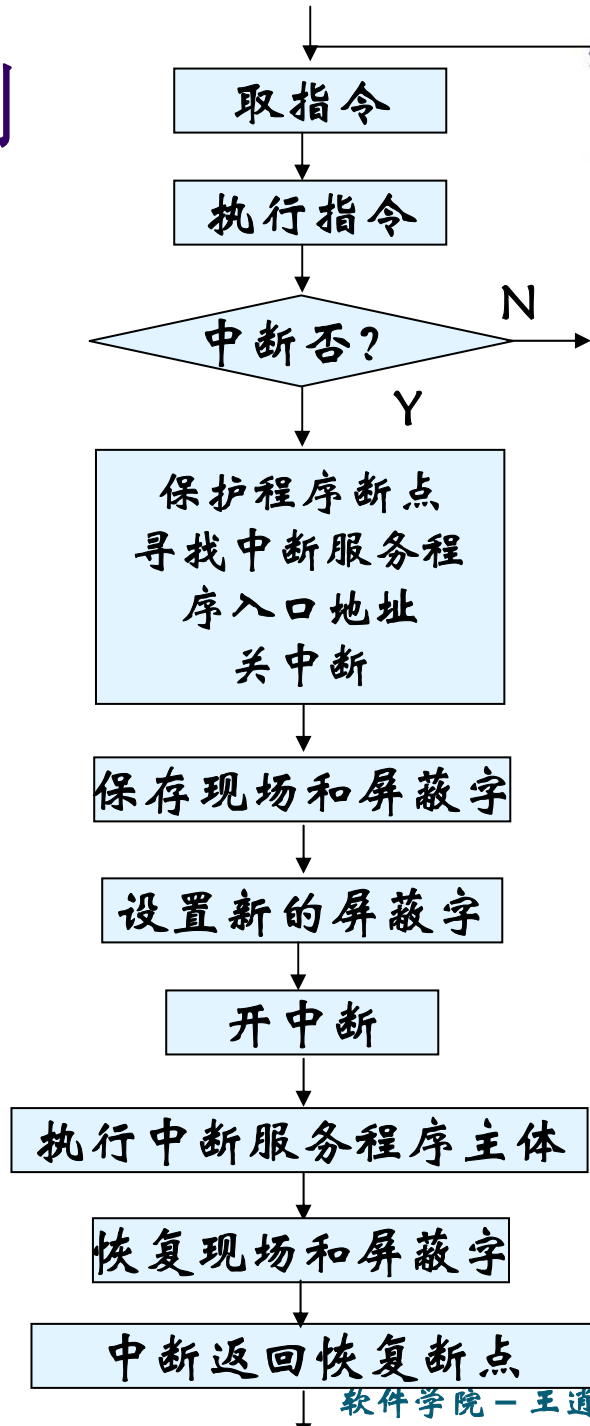 取指令
执行指令
中断否?
N
Y
保护程序断点
寻找中断服务程
序入口地址
关中断
保存现场和屏蔽字
设置新的屏蔽字
开中断
执行中断服务程序主体
恢复现场和屏蔽字
中断返回恢复断点
软件学院－王道